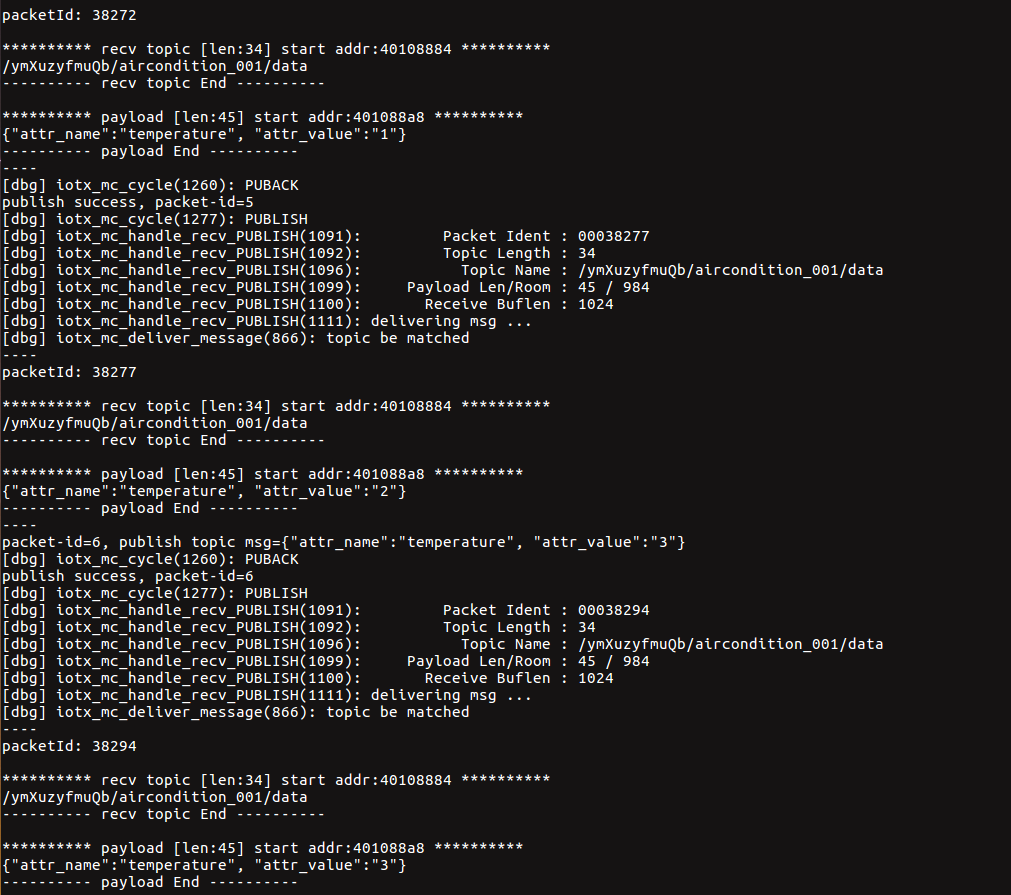 packetId: 38272
********** recv topic [len:34] start addr:40108884 **********
/ymXuzyfmuQb/aircondition_001/data
---------- recv topic End ----------
********** payload [len:45] start addr:401088a8 **********
{"attr_name":"temperature", "attr_value":"1"}
---------- payload End ----------
----
[dbg] iotx_mc_cycle(1260): PUBACK
publish success, packet-id=5
[dbg] iotx_mc_cycle(1277): PUBLISH
[dbg] iotx_mc_handle_recv_PUBLISH(1091):         Packet Ident : 00038277
[dbg] iotx_mc_handle_recv_PUBLISH(1092):         Topic Length : 34
[dbg] iotx_mc_handle_recv_PUBLISH(1096):           Topic Name : /ymXuzyfmuQb/aircondition_001/data
[dbg] iotx_mc_handle_recv_PUBLISH(1099):     Payload Len/Room : 45 / 984
[dbg] iotx_mc_handle_recv_PUBLISH(1100):       Receive Buflen : 1024
[dbg] iotx_mc_handle_recv_PUBLISH(1111): delivering msg ...
[dbg] iotx_mc_deliver_message(866): topic be matched
----
packetId: 38277
********** recv topic [len:34] start addr:40108884 **********
/ymXuzyfmuQb/aircondition_001/data
---------- recv topic End ----------
********** payload [len:45] start addr:401088a8 **********
{"attr_name":"temperature", "attr_value":"2"}
---------- payload End ----------
----
packet-id=6, publish topic msg={"attr_name":"temperature", "attr_value":"3"}
[dbg] iotx_mc_cycle(1260): PUBACK
publish success, packet-id=6
[dbg] iotx_mc_cycle(1277): PUBLISH
[dbg] iotx_mc_handle_recv_PUBLISH(1091):         Packet Ident : 00038294
[dbg] iotx_mc_handle_recv_PUBLISH(1092):         Topic Length : 34
[dbg] iotx_mc_handle_recv_PUBLISH(1096):           Topic Name : /ymXuzyfmuQb/aircondition_001/data
[dbg] iotx_mc_handle_recv_PUBLISH(1099):     Payload Len/Room : 45 / 984
[dbg] iotx_mc_handle_recv_PUBLISH(1100):       Receive Buflen : 1024
[dbg] iotx_mc_handle_recv_PUBLISH(1111): delivering msg ...
[dbg] iotx_mc_deliver_message(866): topic be matched
----
packetId: 38294
********** recv topic [len:34] start addr:40108884 **********
/ymXuzyfmuQb/aircondition_001/data
---------- recv topic End ----------
********** payload [len:45] start addr:401088a8 **********
{"attr_name":"temperature", "attr_value":"3"}
---------- payload End ----------